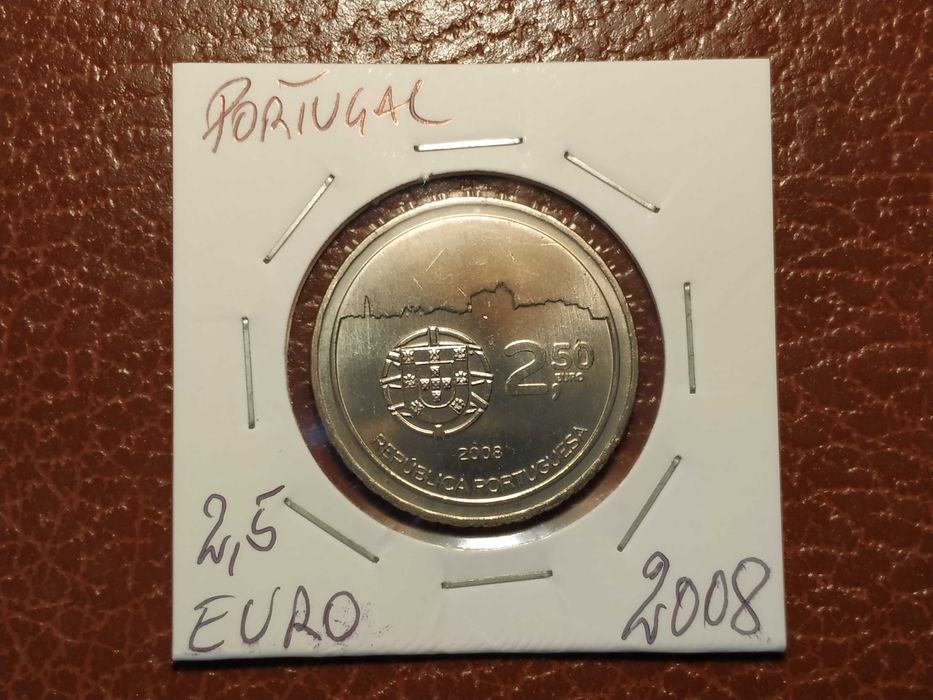 PORTUGAL
2,50
EURO
2008
REPÚBLICA PORTUGUESA
2,5
EURO
2008